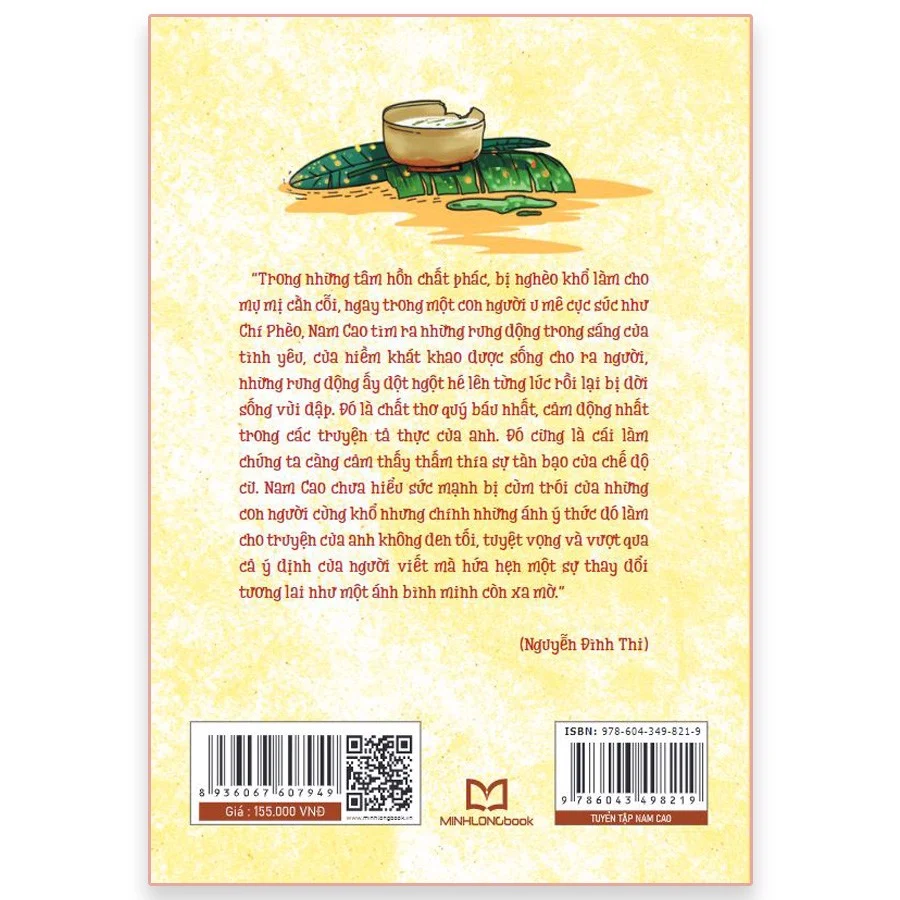 "Trong những tâm hồn chất phác, bị nghèo khổ làm cho
mụ mị cằn cỗi, ngay trong một con người u mê cục súc như
Chí Phèo, Nam Cao tìm ra những rung động trong sáng của
tình yêu, của niềm khát khao được sống cho ra người,
những rung động ấy đột ngột hé lên từng lúc rồi lại bị đời
sống vùi dập. Đó là chất thơ quý báu nhất, cảm động nhất
trong các truyện tả thực của anh. Đó cũng là cái làm
chúng ta càng cảm thấy thấm thía sự tàn bạo của chế độ
cũ. Nam Cao chưa hiểu sức mạnh bị cùm trói của những
con người cùng khổ nhưng chính những ánh ý thức đó làm
cho truyện của anh không đen tối, tuyệt vọng và vượt qua
cả ý định của người viết mà hứa hẹn một sự thay đổi
tương lai như một ánh bình minh còn xa mờ."
(Nguyễn Đình Thi)
8 936067 607949
Giá : 155.000 VNĐ
www.minhlongbook.vn
MINHLONGbook
ISBN: 978-604-349-821-9
9 786043 498219
TUYỂN TẬP NAM CAO